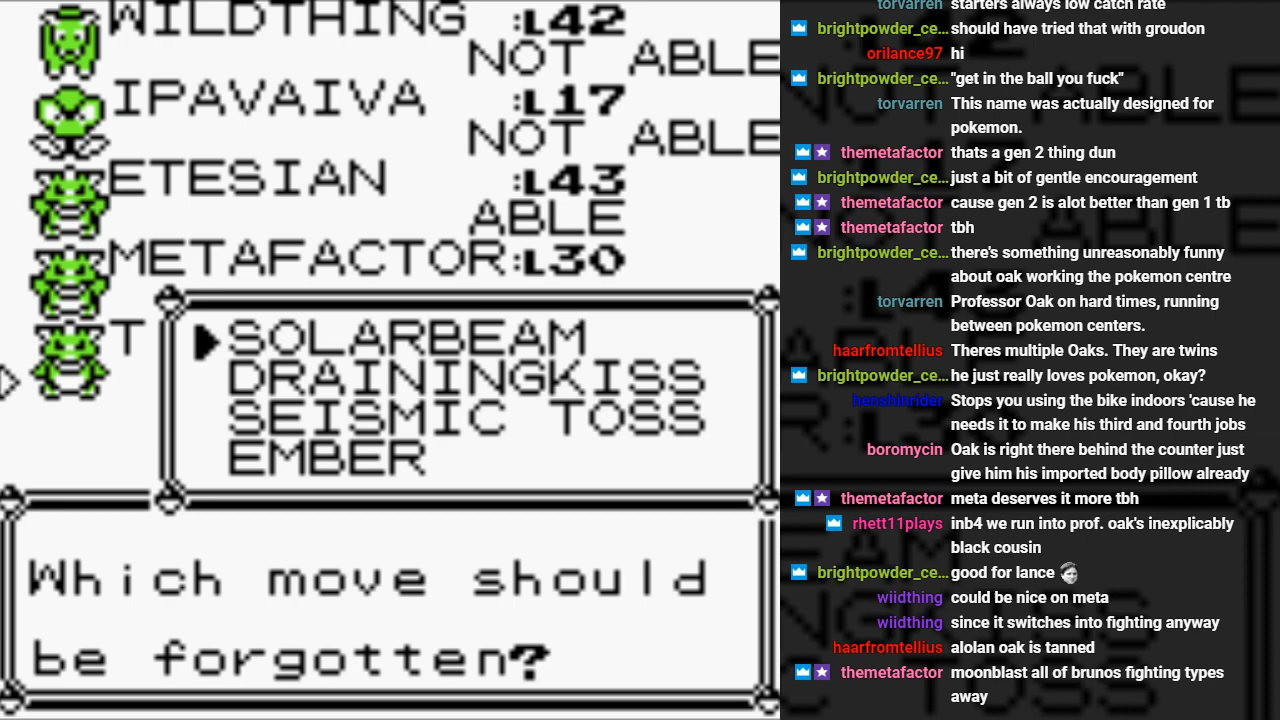 WILDTHING :L42
NOT ABLE
IPAVAIVA :L17
NOT ABLE
ETESIAN :L43
ABLE
METAFACTOR:L30
T
SOLARBEAM
DRAININGKISS
SEISMIC TOSS
EMBER
Which move should
be forgotten?
torvarren starters always low catch rate
brightpowder_ce... should have tried that with groudon
orilance97 hi
brightpowder_ce... "get in the ball you fuck"
torvarren This name was actually designed for
pokemon.
themetafactor thats a gen 2 thing dun
brightpowder_ce... just a bit of gentle encouragement
themetafactor cause gen 2 is alot better than gen 1 tb
themetafactor tbh
brightpowder_ce... there's something unreasonably funny
about oak working the pokemon centre
torvarren Professor Oak on hard times, running
between pokemon centers.
haarfromtellius Theres multiple Oaks. They are twins
brightpowder_ce... he just really loves pokemon, okay?
henshinrider Stops you using the bike indoors 'cause he
needs it to make his third and fourth jobs
boromycin Oak is right there behind the counter just
give him his imported body pillow already
themetafactor meta deserves it more tbh
rhett11plays inb4 we run into prof. oak's inexplicably
black cousin
brightpowder_ce... good for lance
wiidthing could be nice on meta
wiidthing since it switches into fighting anyway
haarfromtellius alolan oak is tanned
themetafactor moonblast all of brunos fighting types
away